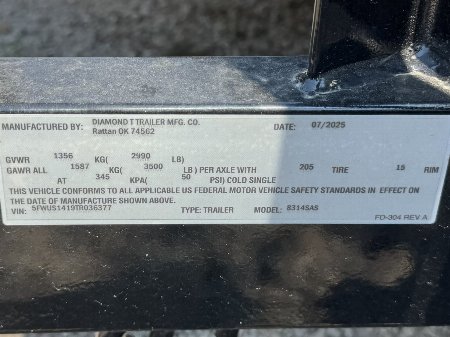 MANUFACTURED BY: DIAMOND T TRAILER MFG. CO. DATE: 07/2025
Rattan OK 74562
GVWR 1356 KG( 2990 LB)
GAWR ALL 1587 KG( 3500 LB) PER AXLE WITH 205 TIRE 15 RIM
AT 345 KPA( 50 PSI) COLD SINGLE
THIS VEHICLE CONFORMS TO ALL APPLICABLE US FEDERAL MOTOR VEHICLE SAFETY STANDARDS IN EFFECT ON
THE DATE OF MANUFACTURE SHOWN ABOVE.
VIN: 5FWUS1419TR036377 TYPE: TRAILER MODEL: 8314SAS
FO-304 REV A